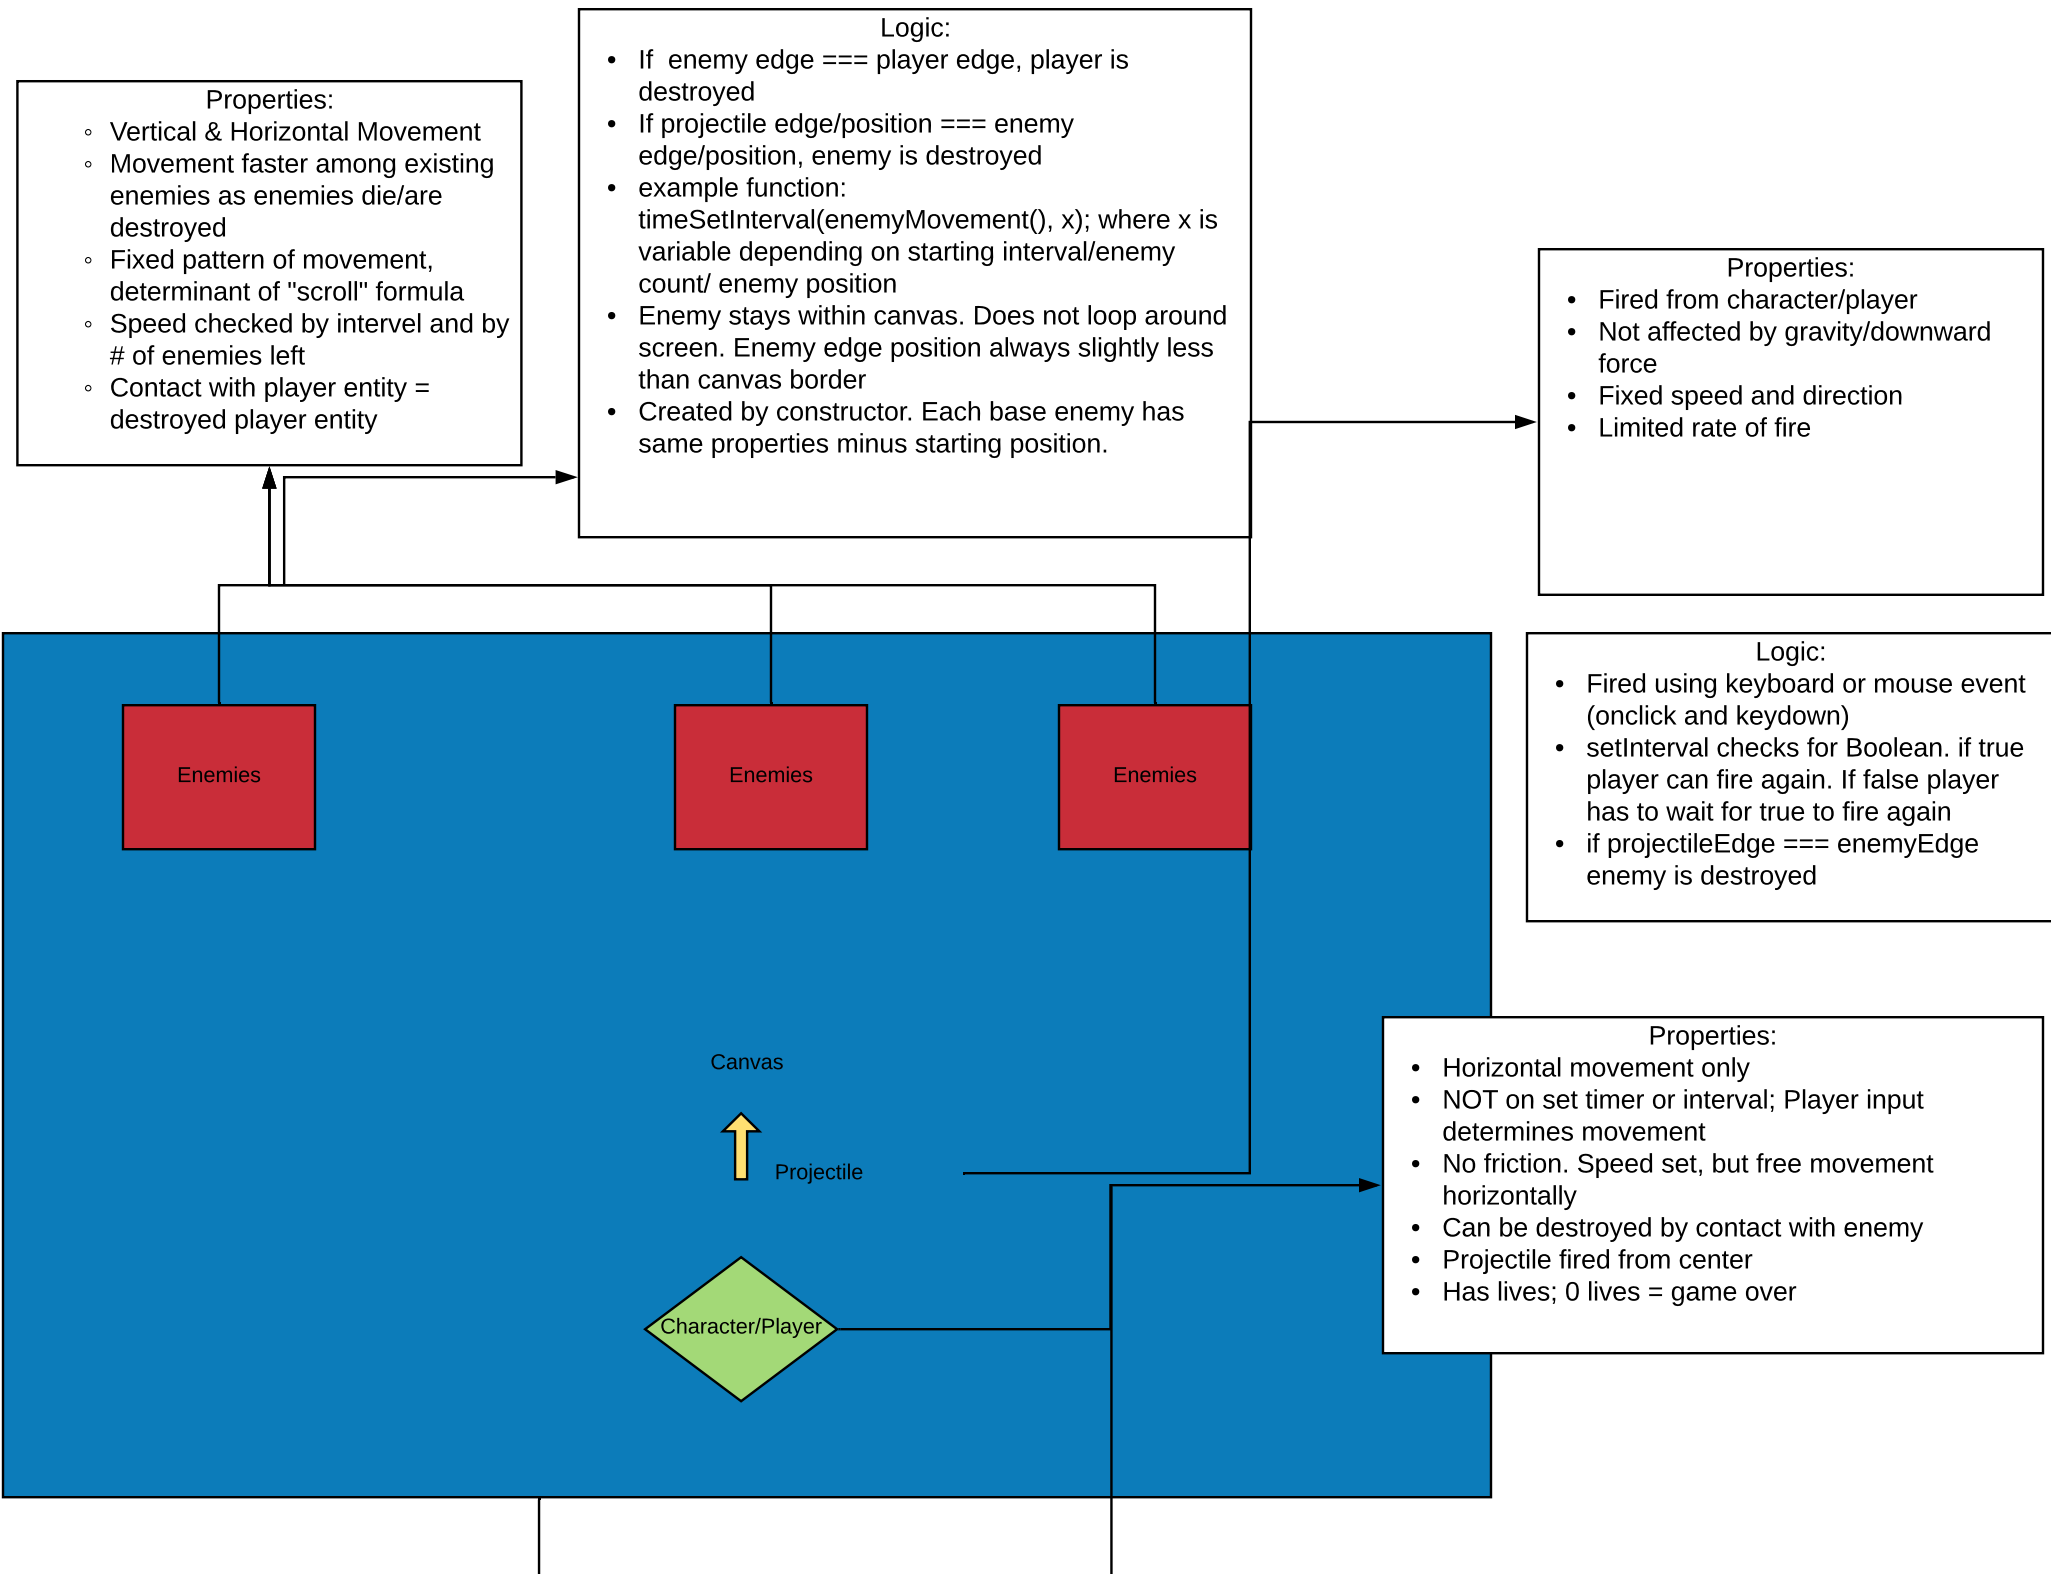 Logic:
• If  enemy edge === player edge, player is
destroyed
• If projectile edge/position === enemy
edge/position, enemy is destroyed
• example function:
timeSetInterval(enemyMovement(), x); where x is
variable depending on starting interval/enemy
count/ enemy position
• Enemy stays within canvas. Does not loop around
screen. Enemy edge position always slightly less
than canvas border
• Created by constructor. Each base enemy has
same properties minus starting position.
Properties:
◦ Vertical & Horizontal Movement
◦ Movement faster among existing
enemies as enemies die/are
destroyed
◦ Fixed pattern of movement,
determinant of "scroll" formula
◦ Speed checked by intervel and by
# of enemies left
◦ Contact with player entity =
destroyed player entity
Properties:
• Fired from character/player
• Not affected by gravity/downward
force
• Fixed speed and direction
• Limited rate of fire
Logic:
• Fired using keyboard or mouse event
(onclick and keydown)
• setInterval checks for Boolean. if true
player can fire again. If false player
has to wait for true to fire again
• if projectileEdge === enemyEdge
enemy is destroyed
Enemies
Enemies
Enemies
Canvas
Projectile
Character/Player
Properties:
• Horizontal movement only
• NOT on set timer or interval; Player input
determines movement
• No friction. Speed set, but free movement
horizontally
• Can be destroyed by contact with enemy
• Projectile fired from center
• Has lives; 0 lives = game over